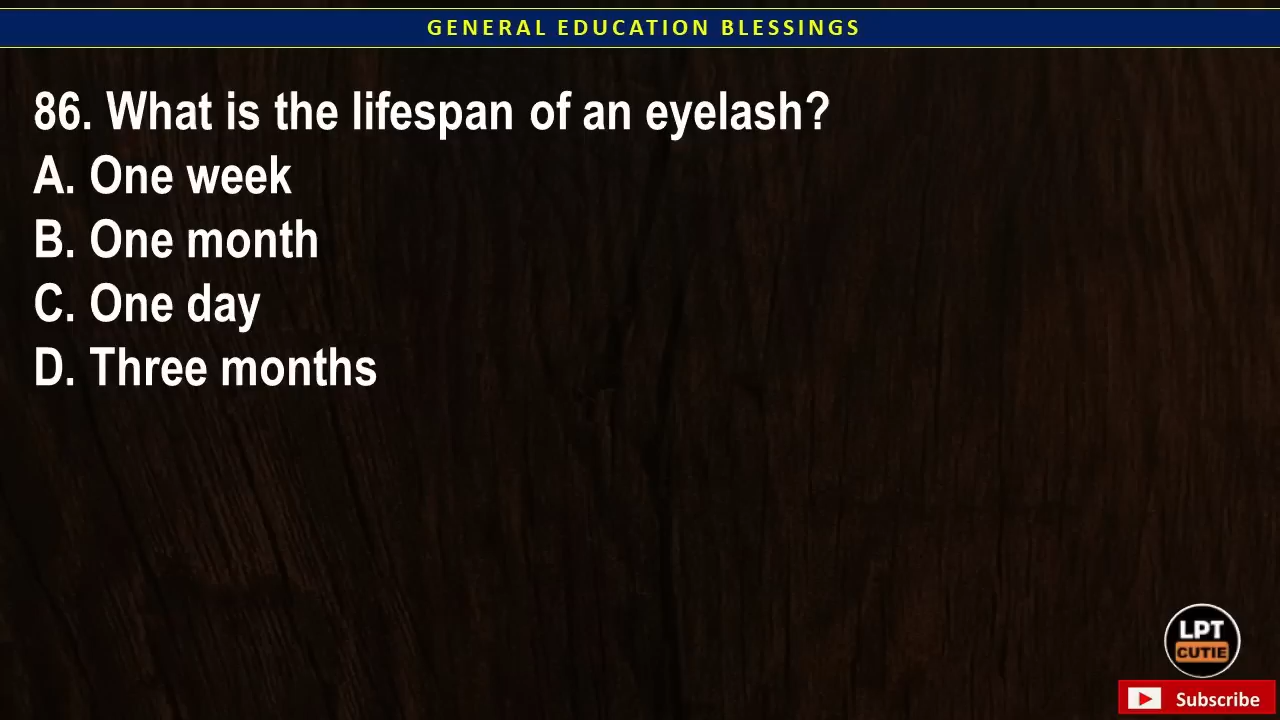 GENERAL EDUCATION BLESSINGS
86. What is the lifespan of an eyelash?
A. One week
B. One month
C. One day
D. Three months
LPT
CUTIE
Subscribe